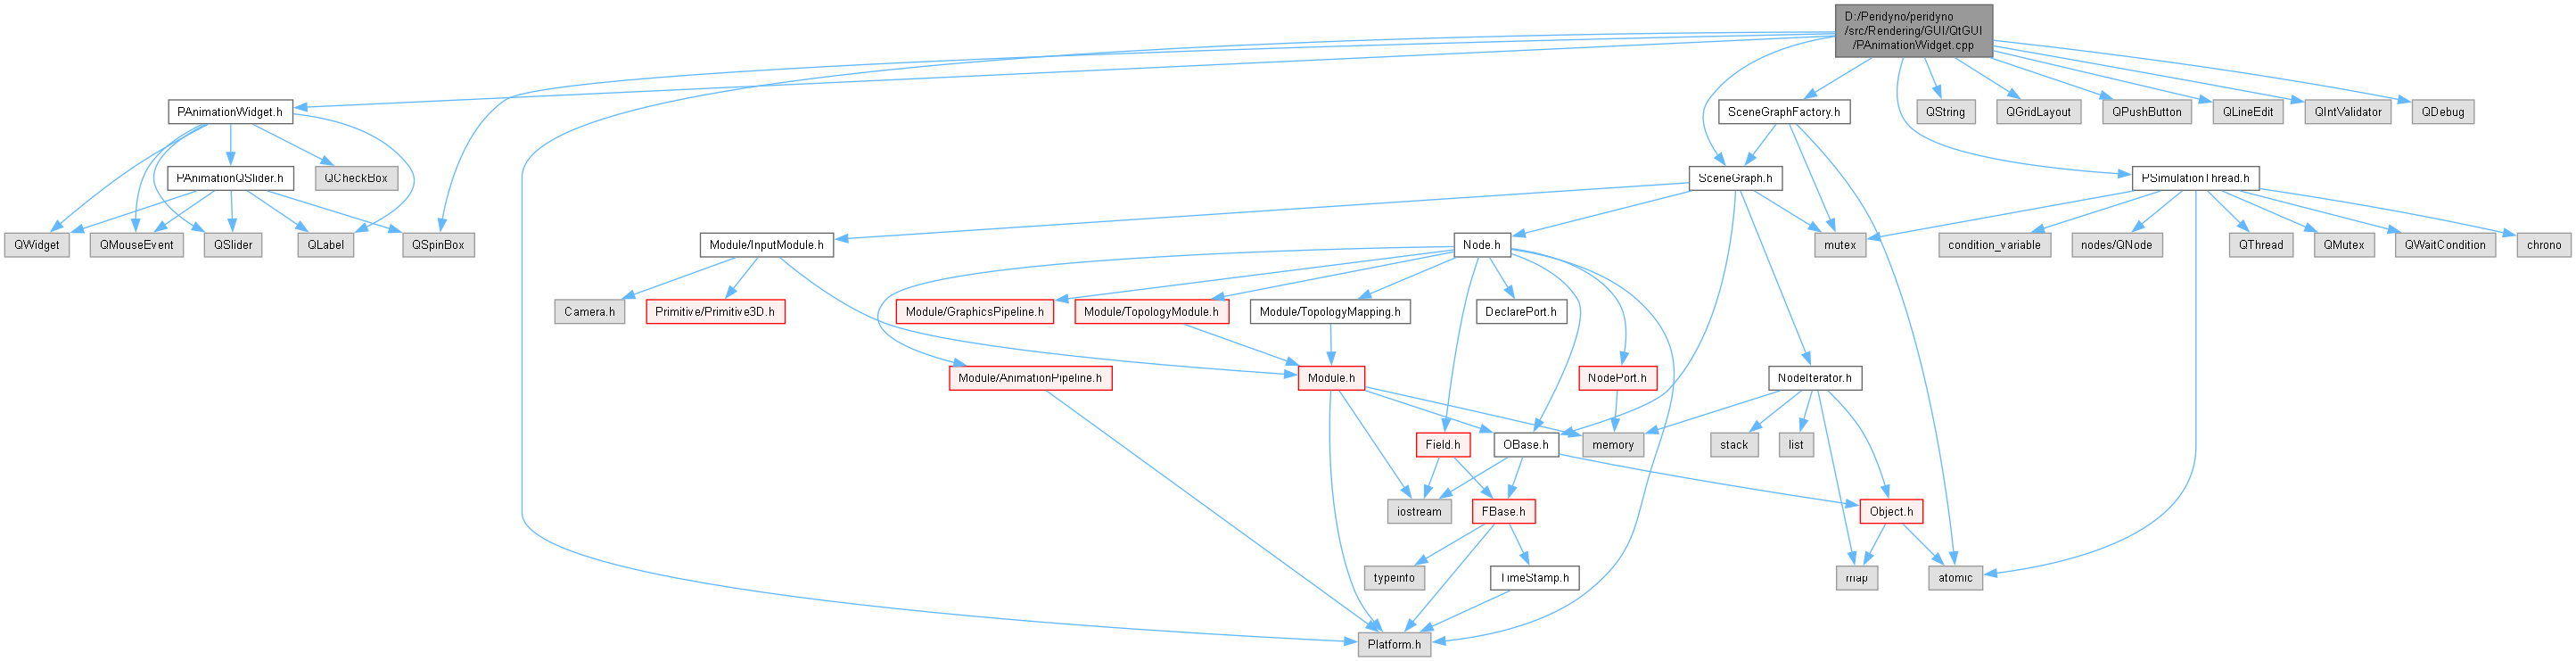 D:/Peridyno/peridyno
/src/Rendering/GUI/QtGUI
/PAnimationWidget.cpp
PAnimationWidget.h
SceneGraphFactory.h
QString
QGridLayout
QPushButton
QLineEdit
QIntValidator
QDebug
PAnimationQSlider.h
QCheckBox
SceneGraph.h
PSimulationThread.h
QWidget
QMouseEvent
QSlider
QLabel
QSpinBox
Module/InputModule.h
Node.h
mutex
condition_variable
nodes/QNode
QThread
QMutex
QWaitCondition
chrono
Camera.h
Primitive/Primitive3D.h
Module/GraphicsPipeline.h
Module/TopologyModule.h
Module/TopologyMapping.h
DeclarePort.h
Module/AnimationPipeline.h
Module.h
NodePort.h
NodeIterator.h
Field.h
OBase.h
memory
stack
list
iostream
FBase.h
Object.h
typeinfo
TimeStamp.h
map
atomic
Platform.h